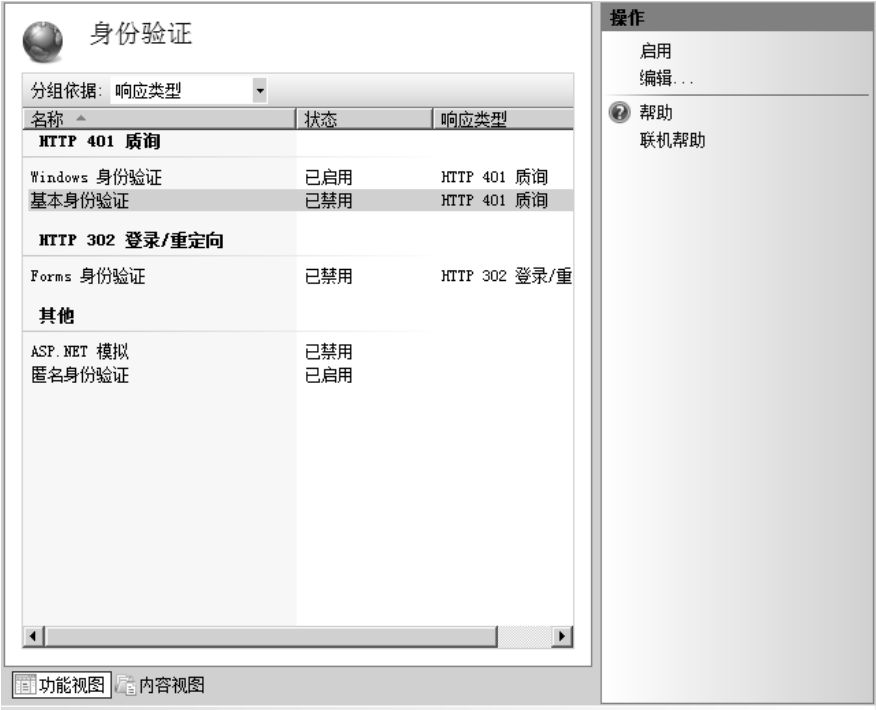 身份验证
分组依据: 响应类型
名称 状态 响应类型
HTTP 401 质询
Windows 身份验证 已启用 HTTP 401 质询
基本身份验证 已禁用 HTTP 401 质询
HTTP 302 登录/重定向
Forms 身份验证 已禁用 HTTP 302 登录/重
其他
ASP.NET 模拟 已禁用
匿名身份验证 已启用
功能视图 内容视图
操作
启用
编辑...
帮助
联机帮助